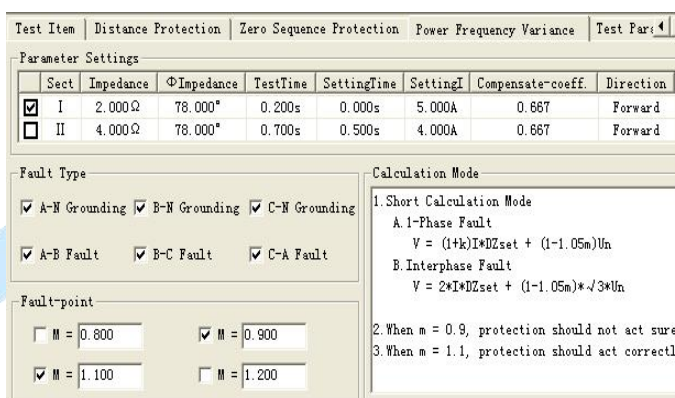 Test Item Distance Protection Zero Sequence Protection Power Frequency Variance Test Para
Parameter Settings
Sect Impedance ΦImpedance TestTime SettingTime SettingI Compensate-coeff. Direction
I 2.000Ω 78.000° 0.200s 0.000s 5.000A 0.667 Forward
II 4.000Ω 78.000° 0.700s 0.500s 4.000A 0.667 Forward
Fault Type
A-N Grounding B-N Grounding C-N Grounding
A-B Fault B-C Fault C-A Fault
Fault-point
M = 0.800 M = 0.900
M = 1.100 M = 1.200
Calculation Mode
1.Short Calculation Mode
A.1-Phase Fault
V = (1+k)I*DZset + (1-1.05m)Un
B.Interphase Fault
V = 2*I*DZset + (1-1.05m)*√3*Un
2.When m = 0.9, protection should not act sure
3.When m = 1.1, protection should act correctl